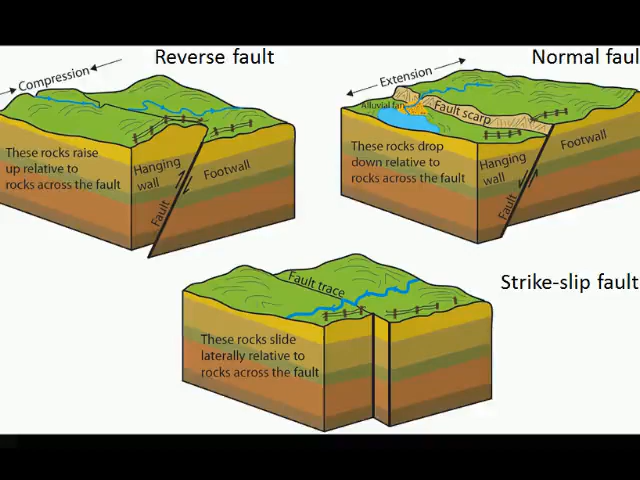 Reverse fault
Compression
These rocks raise
up relative to
rocks across the fault
Hanging
wall
Footwall
Fault
Normal faul
Extension
Alluvial fan
Fault scarp
These rocks drop
down relative to
rocks across the fault
Hanging
wall
Footwall
Fault
Strike-slip fault
Fault trace
These rocks slide
laterally relative to
rocks across the fault